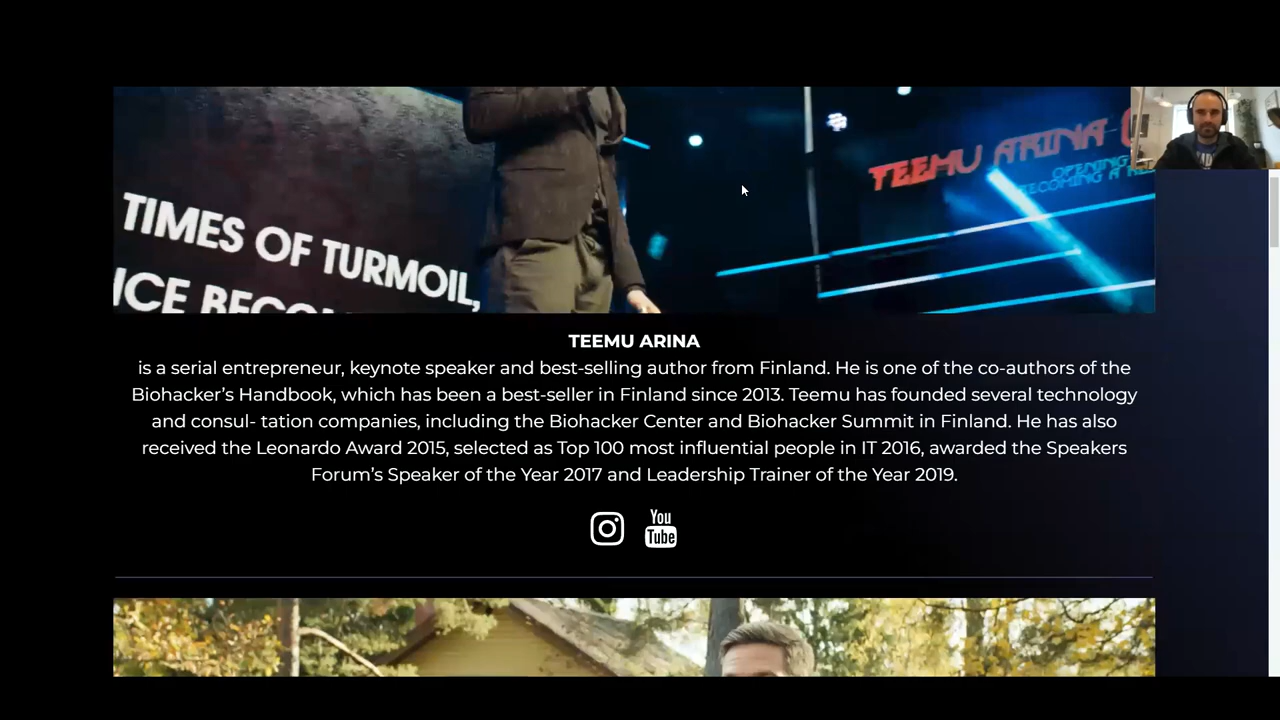 TIMES OF TURMOIL,
TEEMU ARINA
OPENING
BECOMING A
TEEMU ARINA
is a serial entrepreneur, keynote speaker and best-selling author from Finland. He is one of the co-authors of the
Biohacker’s Handbook, which has been a best-seller in Finland since 2013. Teemu has founded several technology
and consul- tation companies, including the Biohacker Center and Biohacker Summit in Finland. He has also
received the Leonardo Award 2015, selected as Top 100 most influential people in IT 2016, awarded the Speakers
Forum’s Speaker of the Year 2017 and Leadership Trainer of the Year 2019.
You
Tube